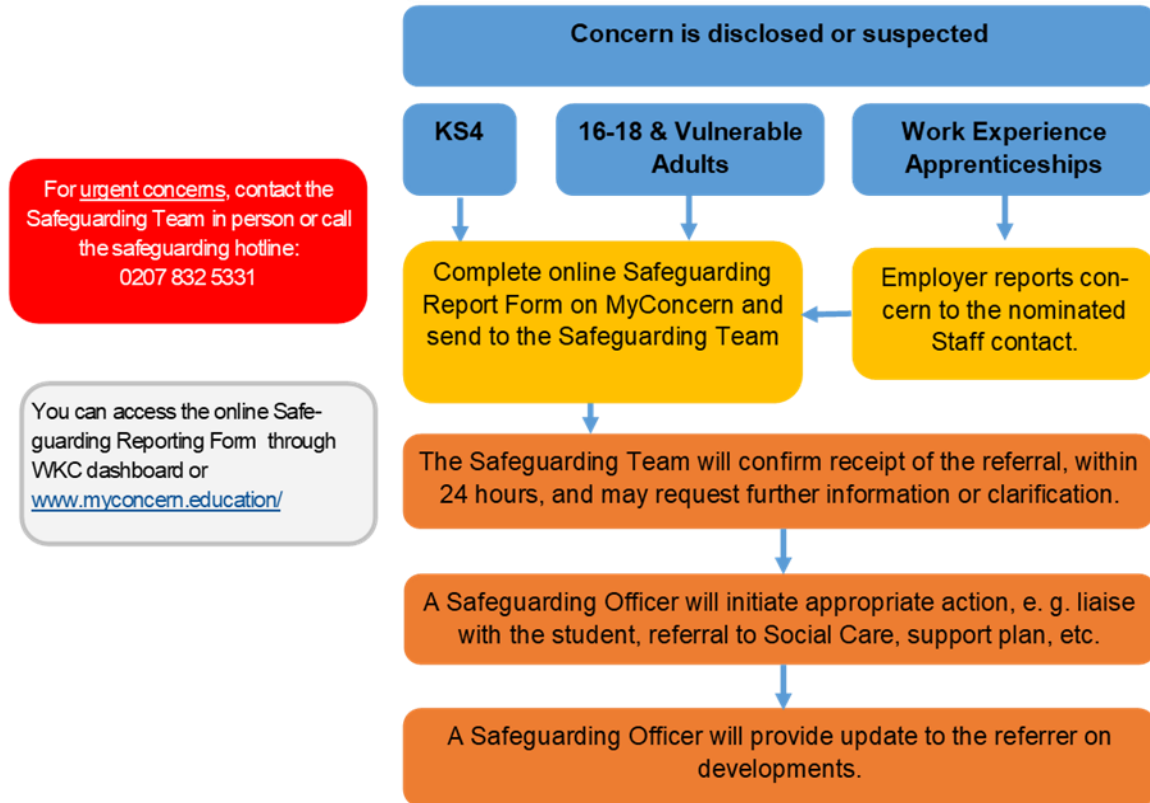 Concern is disclosed or suspected
KS4
16-18 & Vulnerable
Adults
Work Experience
Apprenticeships
For urgent concerns, contact the
Safeguarding Team in person or call
the safeguarding hotline:
0207 832 5331
Complete online Safeguarding
Report Form on MyConcern and
send to the Safeguarding Team
Employer reports con-
cern to the nominated
Staff contact.
You can access the online Safe-
guarding Reporting Form through
WKC dashboard or
www.myconcern.education/
The Safeguarding Team will confirm receipt of the referral, within
24 hours, and may request further information or clarification.
A Safeguarding Officer will initiate appropriate action, e. g. liaise
with the student, referral to Social Care, support plan, etc.
A Safeguarding Officer will provide update to the referrer on
developments.